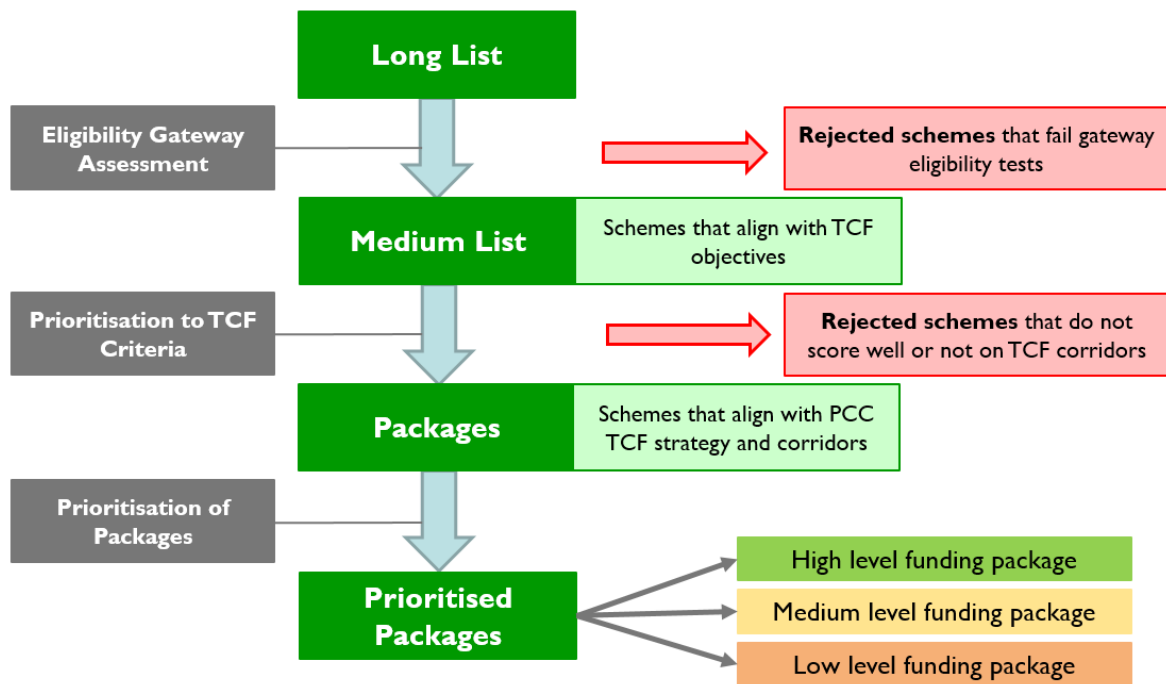 Long List
Eligibility Gateway
Assessment
Rejected schemes that fail gateway
eligibility tests
Medium List
Schemes that align with TCF
objectives
Prioritisation to TCF
Criteria
Rejected schemes that do not
score well or not on TCF corridors
Packages
Schemes that align with PCC
TCF strategy and corridors
Prioritisation of
Packages
Prioritised
Packages
High level funding package
Medium level funding package
Low level funding package